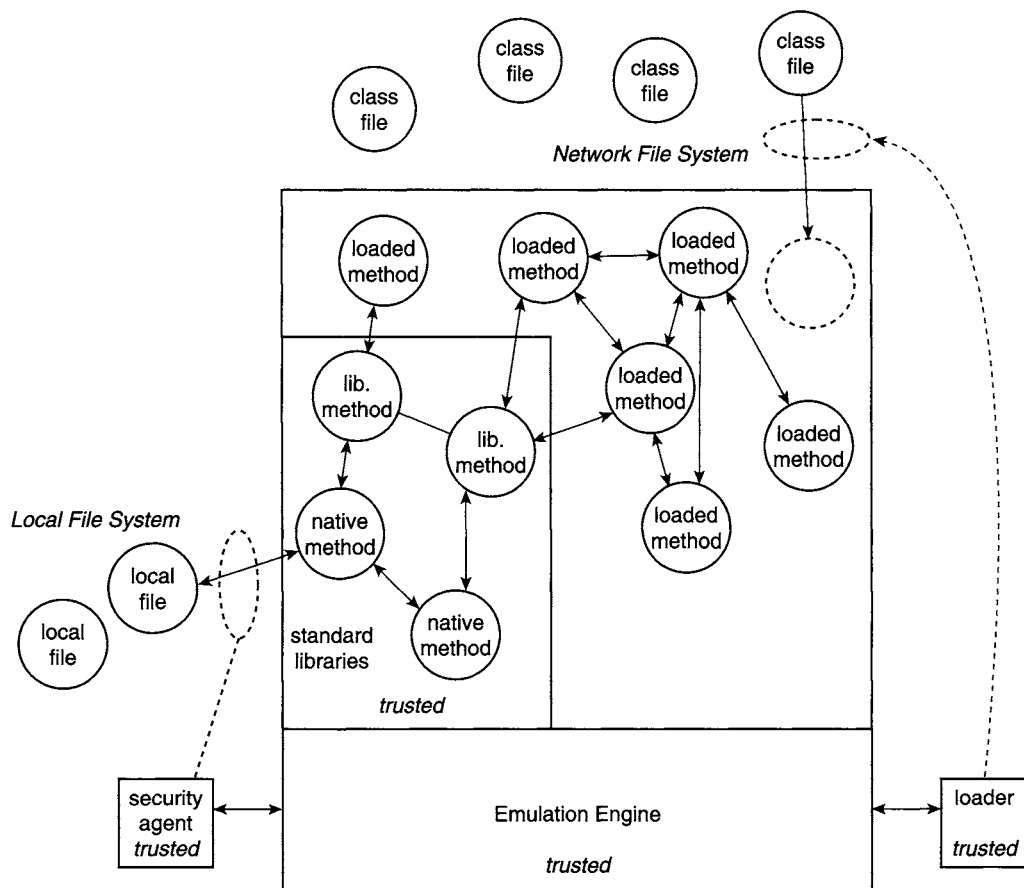 class
file
class
file
class
file
class
file
Network File System
loaded
method
loaded
method
loaded
method
lib.
method
loaded
method
lib.
method
loaded
method
Local File System
native
method
loaded
method
local
file
local
file
native
method
standard
libraries
trusted
security
agent
trusted
Emulation Engine
trusted
loader
trusted